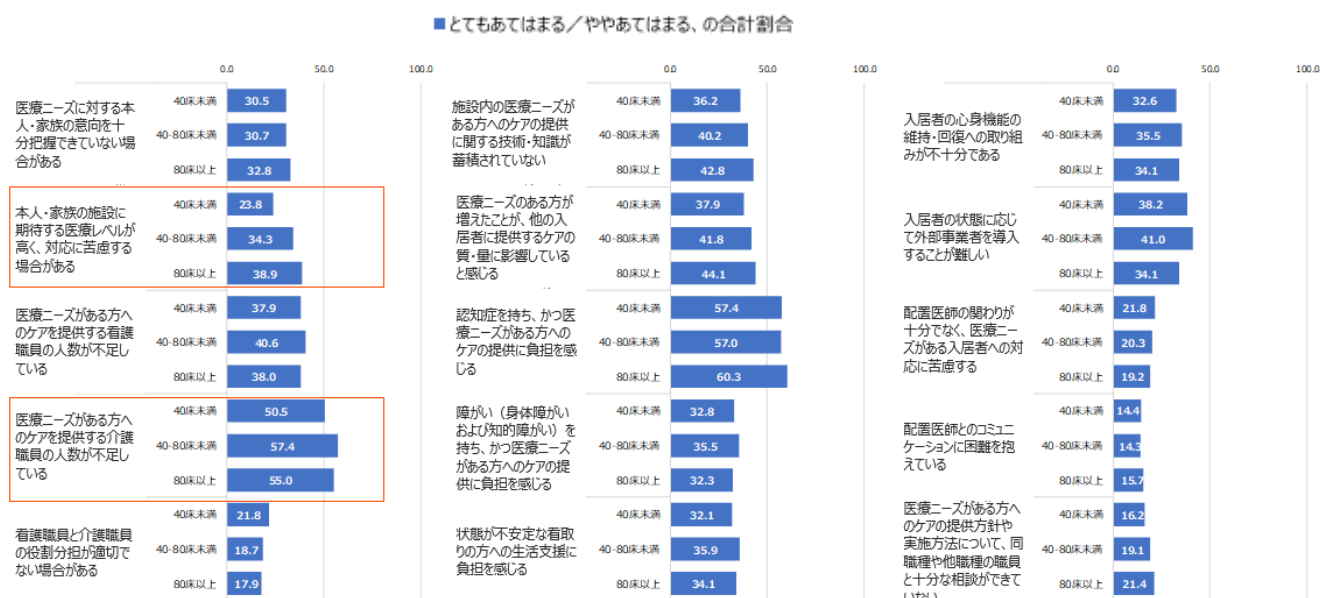 ■とてもあてはまる／ややあてはまる、の合計割合
0.0 50.0 100.0
医療ニーズに対する本
人・家族の意向を十
分把握できていない場
合がある
40床未満 30.5
40-80床未満 30.7
80床以上 32.8
本人・家族の施設に
期待する医療レベルが
高く、対応に苦慮する
場合がある
40床未満 23.8
40-80床未満 34.3
80床以上 38.9
医療ニーズがある方へ
のケアを提供する看護
職員の人数が不足し
ている
40床未満 37.9
40-80床未満 40.6
80床以上 38.0
医療ニーズがある方へ
のケアを提供する介護
職員の人数が不足し
ている
40床未満 50.5
40-80床未満 57.4
80床以上 55.0
看護職員と介護職員
の役割分担が適切で
ない場合がある
40床未満 21.8
40-80床未満 18.7
80床以上 17.9
0.0 50.0 100.0
施設内の医療ニーズが
ある方へのケアの提供
に関する技術・知識が
蓄積されていない
40床未満 36.2
40-80床未満 40.2
80床以上 42.8
医療ニーズのある方が
増えたことが、他の入
居者に提供するケアの
質・量に影響している
と感じる
40床未満 37.9
40-80床未満 41.8
80床以上 44.1
認知症を持ち、かつ医
療ニーズがある方への
ケアの提供に負担を感
じる
40床未満 57.4
40-80床未満 57.0
80床以上 60.3
障がい（身体障がい
および知的障がい）を
持ち、かつ医療ニーズ
がある方へのケアの提
供に負担を感じる
40床未満 32.8
40-80床未満 35.5
80床以上 32.3
状態が不安定な看取
りの方への生活支援に
負担を感じる
40床未満 32.1
40-80床未満 35.9
80床以上 34.1
0.0 50.0 100.0
入居者の心身機能の
維持・回復への取り組
みが不十分である
40床未満 32.6
40-80床未満 35.5
80床以上 34.1
入居者の状態に応じ
て外部事業者を導入
することが難しい
40床未満 38.2
40-80床未満 41.0
80床以上 34.1
配置医師の関わりが
十分でなく、医療ニー
ズがある入居者への対
応に苦慮する
40床未満 21.8
40-80床未満 20.3
80床以上 19.2
配置医師とのコミュニ
ケーションに困難を抱
えている
40床未満 14.4
40-80床未満 14.3
80床以上 15.7
医療ニーズがある方へ
のケアの提供方針や
実施方法について、同
職種や他職種の職員
と十分な相談ができて
いない
40床未満 16.2
40-80床未満 19.1
80床以上 21.4